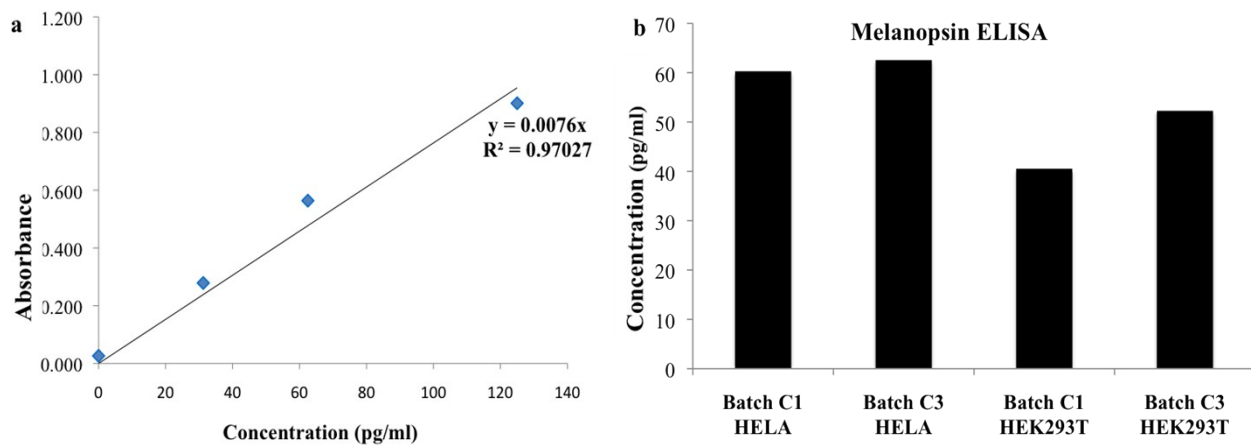 a
1.200
1.000
0.800
0.600
0.400
0.200
0.000
Absorbance
0 20 40 60 80 100 120 140
Concentration (pg/ml)
y = 0.0076x
R² = 0.97027
b
Melanopsin ELISA
70
60
50
40
30
20
10
0
Concentration (pg/ml)
Batch C1 Batch C3 Batch C1 Batch C3
HELA HELA HEK293T HEK293T